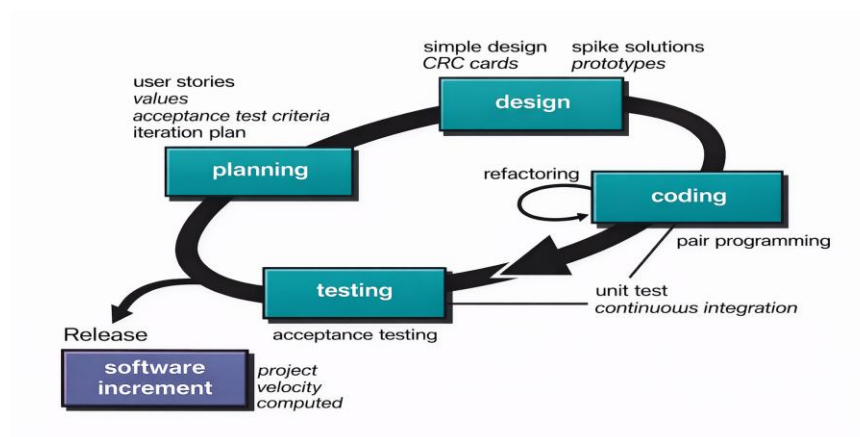 simple design
CRC cards
spike solutions
prototypes
design
user stories
values
acceptance test criteria
iteration plan
planning
refactoring
coding
pair programming
testing
acceptance testing
unit test
continuous integration
Release
software
increment
project
velocity
computed